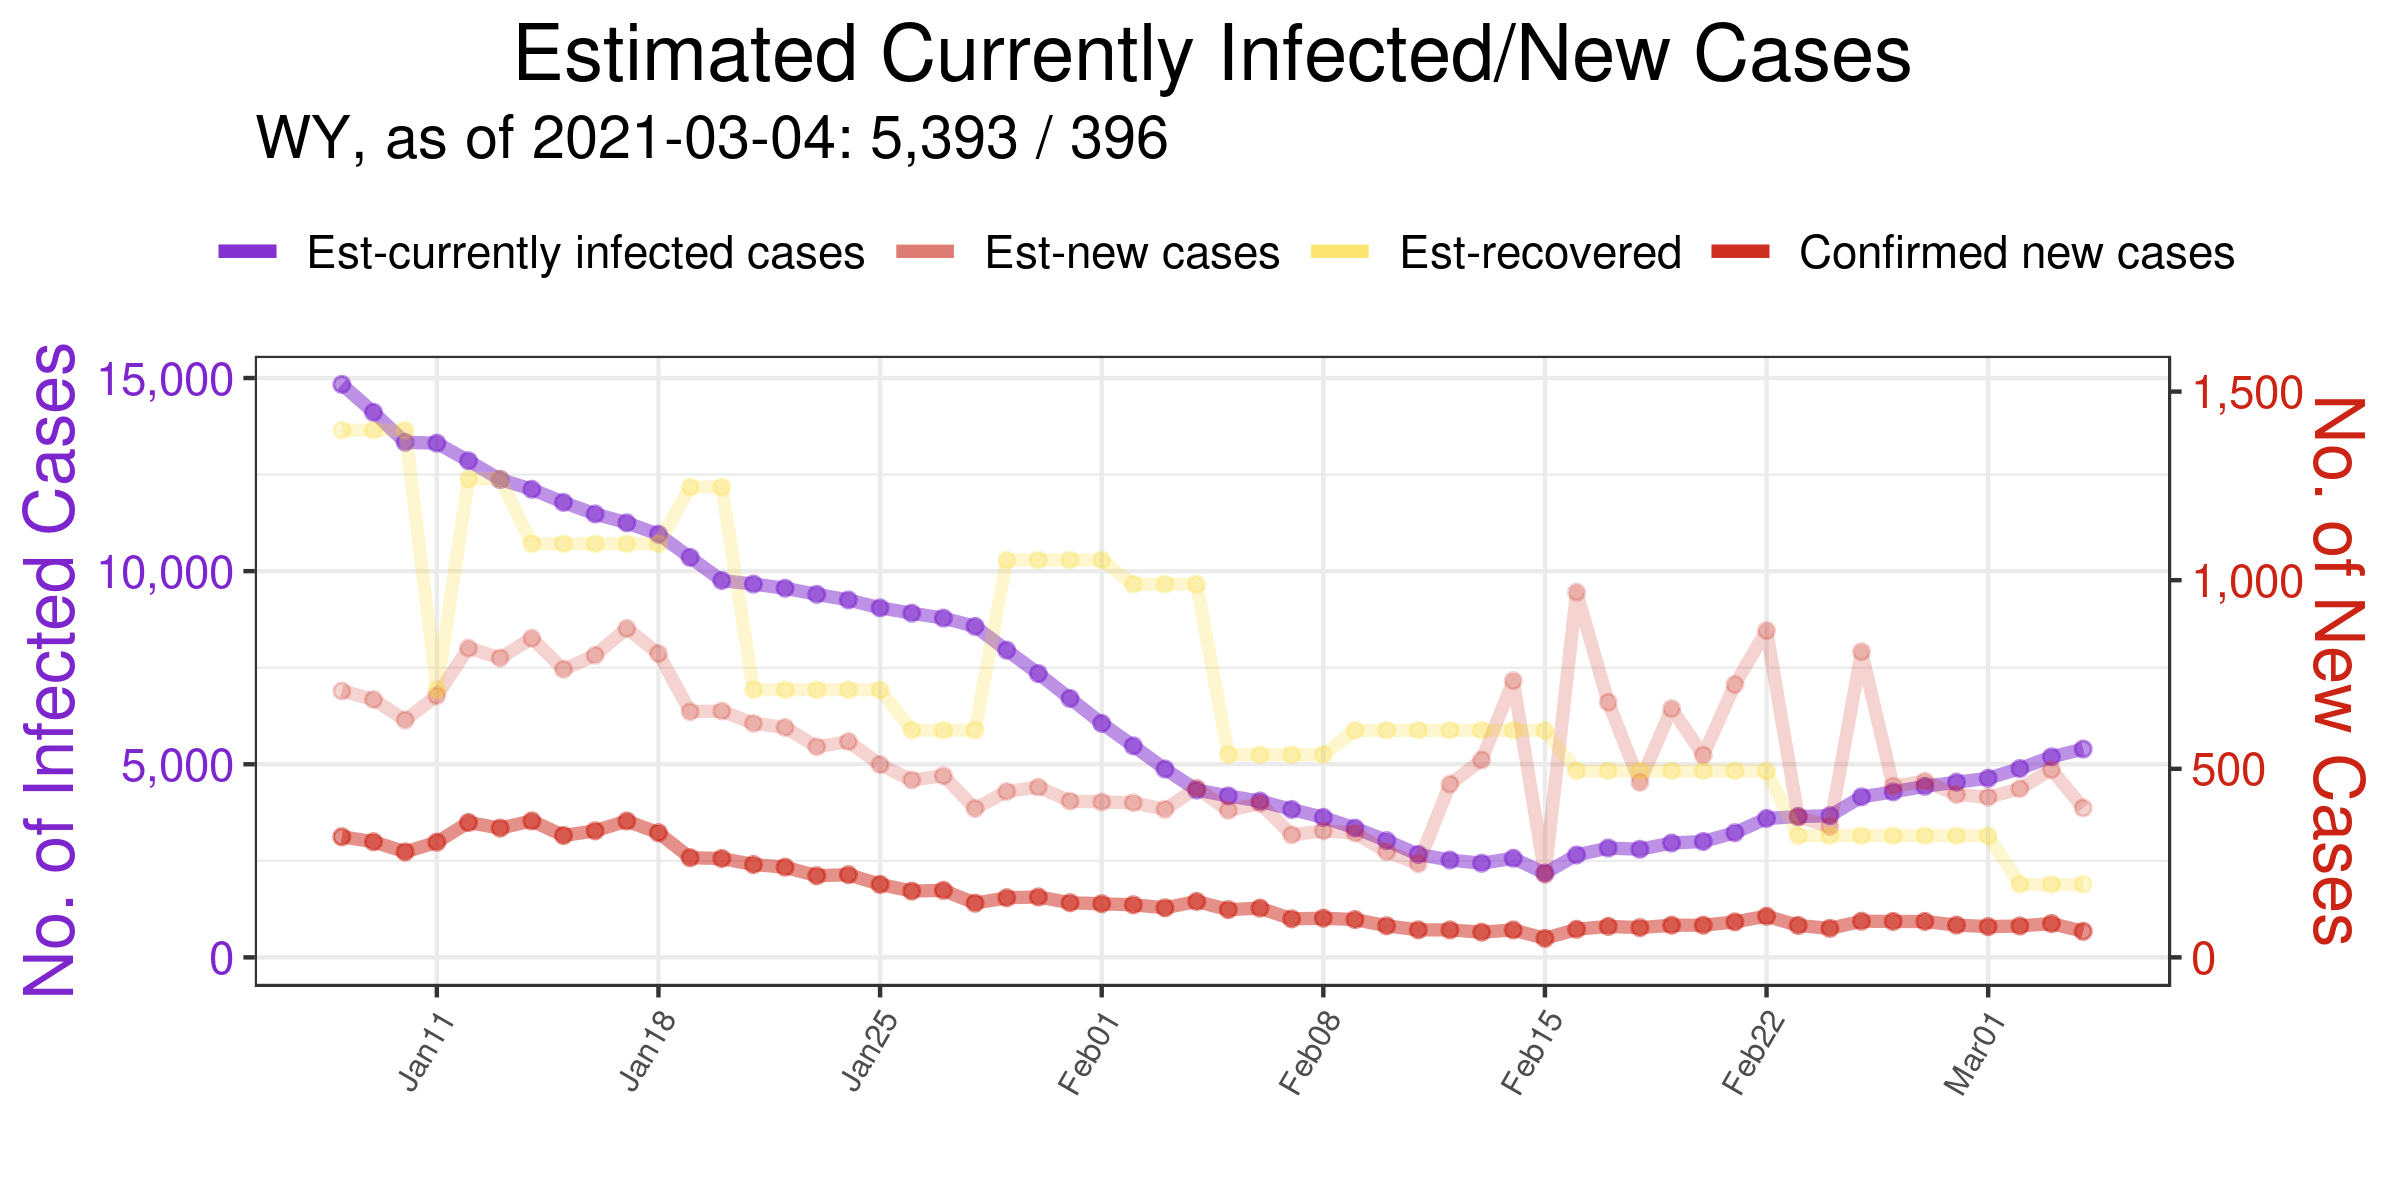 Estimated Currently Infected/New Cases
WY, as of 2021-03-04: 5,393 / 396
Est-currently infected cases
Est-new cases
Est-recovered
Confirmed new cases
No. of Infected Cases
15,000
10,000
5,000
0
1,500
1,000
500
0
No. of New Cases
Jan11
Jan18
Jan25
Feb01
Feb08
Feb15
Feb22
Mar01